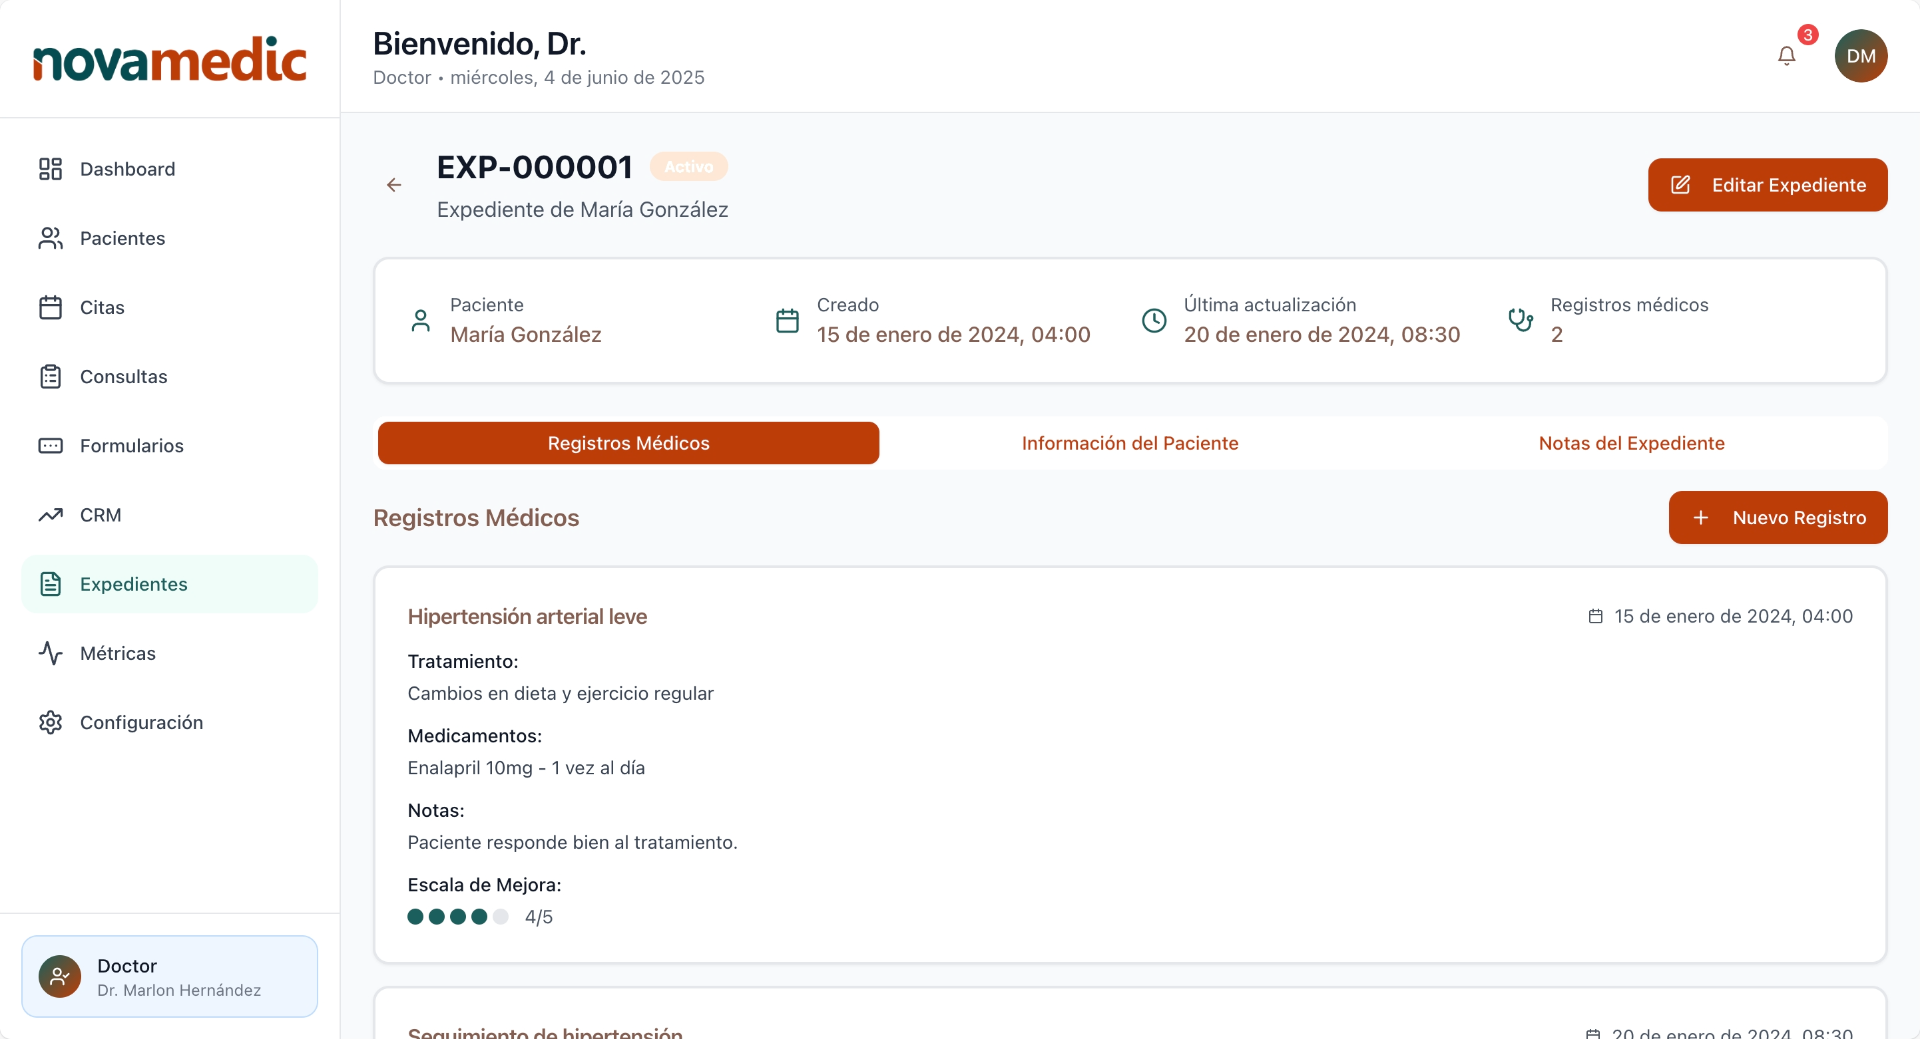 novamedic
Dashboard
Pacientes
Citas
Consultas
Formularios
CRM
Expedientes
Métricas
Configuración
Doctor
Dr. Marlon Hernández
Bienvenido, Dr.
Doctor • miércoles, 4 de junio de 2025
3
DM
EXP-000001 Activo
Expediente de María González
Editar Expediente
Paciente
María González
Creado
15 de enero de 2024, 04:00
Última actualización
20 de enero de 2024, 08:30
Registros médicos
2
Registros Médicos
Información del Paciente
Notas del Expediente
Registros Médicos
Nuevo Registro
Hipertensión arterial leve
15 de enero de 2024, 04:00
Tratamiento:
Cambios en dieta y ejercicio regular
Medicamentos:
Enalapril 10mg - 1 vez al día
Notas:
Paciente responde bien al tratamiento.
Escala de Mejora:
4/5
Seguimiento de hipertensión
20 de enero de 2024, 08:30